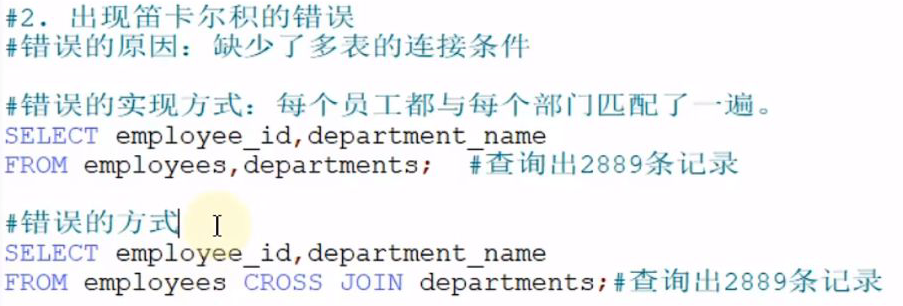 #2. 出现笛卡尔积的错误
#错误的原因：缺少了多表的连接条件
#错误的实现方式：每个员工都与每个部门匹配了一遍。
SELECT employee_id,department_name
FROM employees,departments;  #查询出2889条记录
#错误的方式
SELECT employee_id,department_name
FROM employees CROSS JOIN departments;#查询出2889条记录